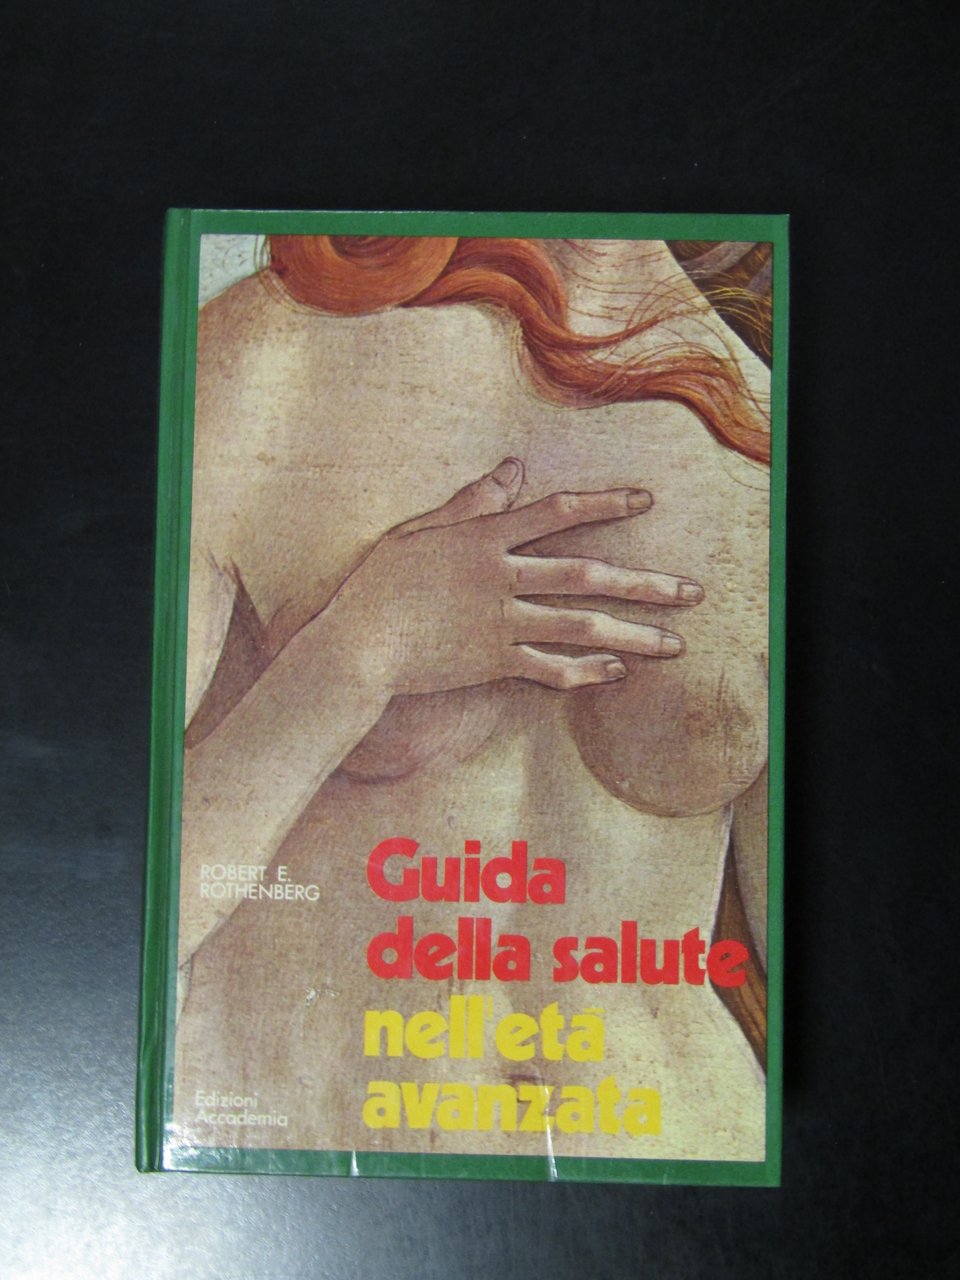 ROBERT E.
ROTHENBERG
Guida
della salute
nell'età
avanzata
Edizioni
Accademia